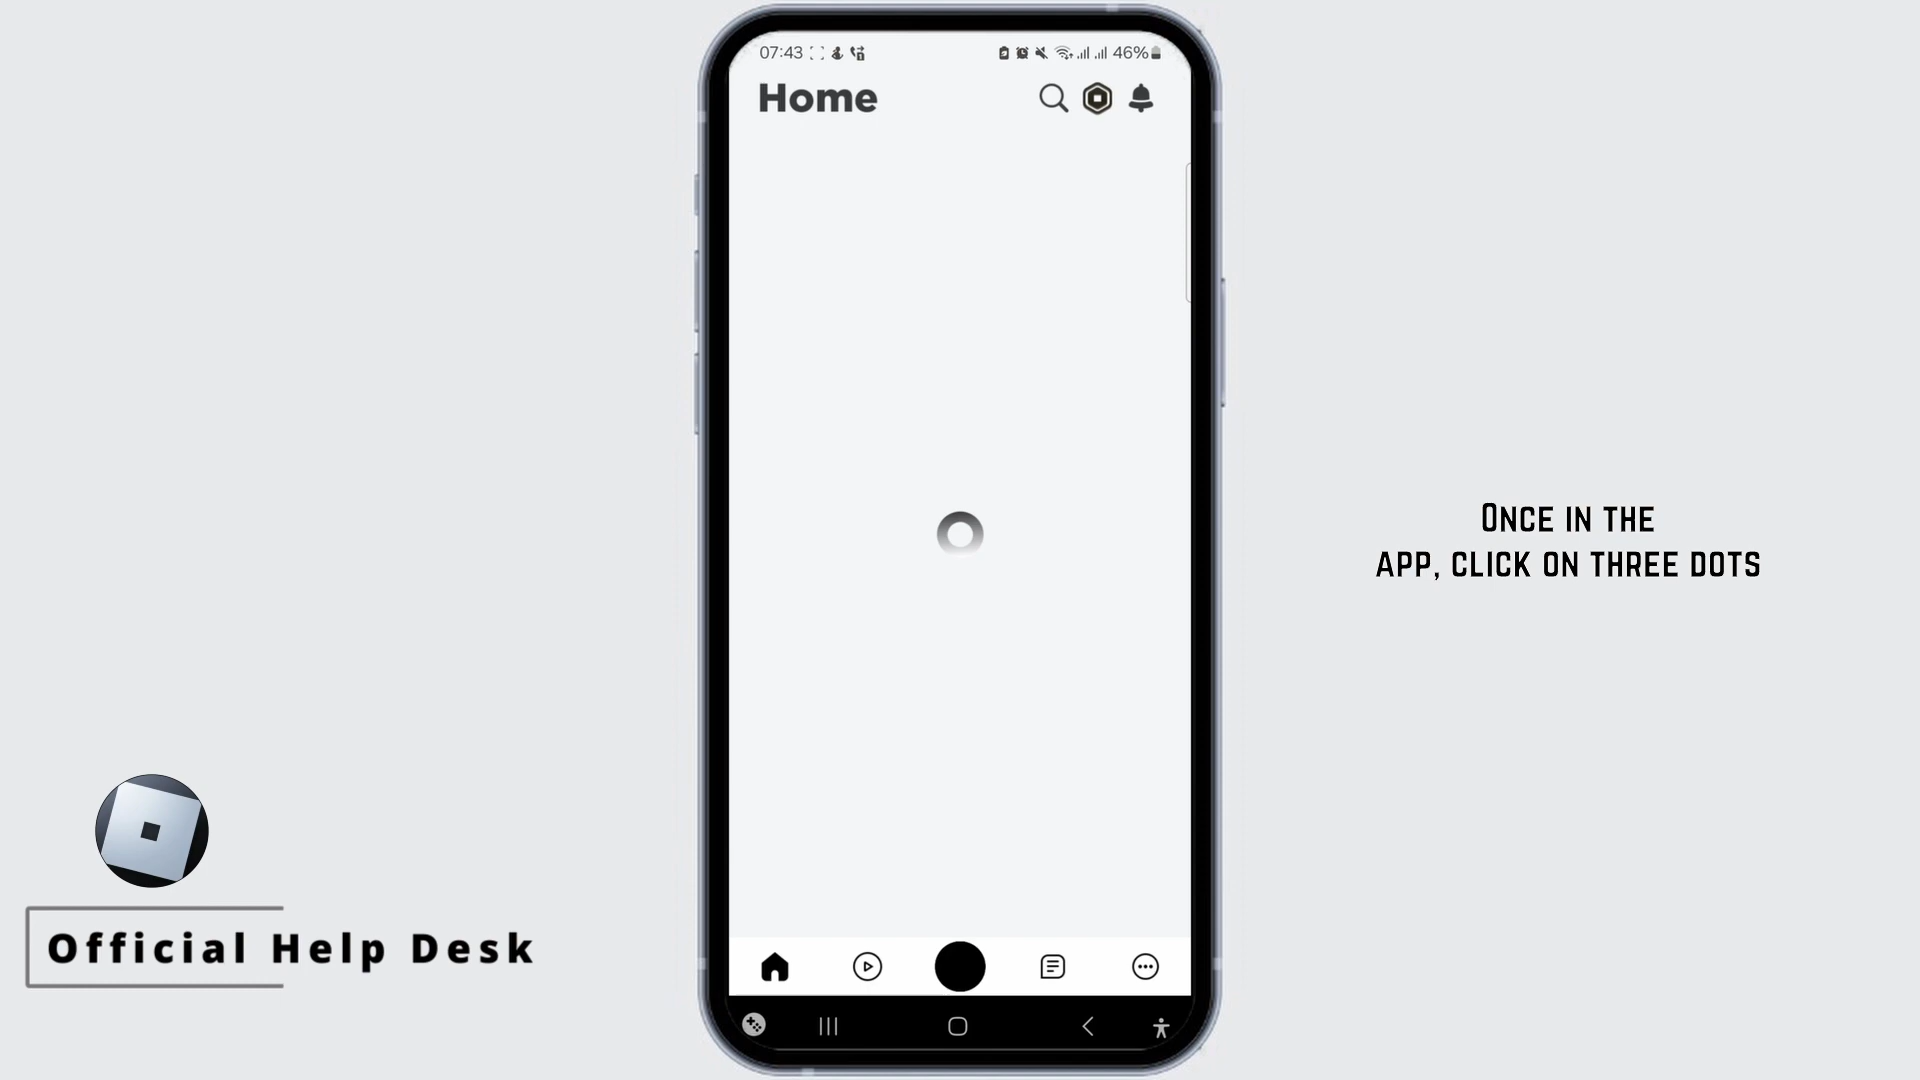 07:43
46%
Home
Once in the
app, click on three dots
Official Help Desk